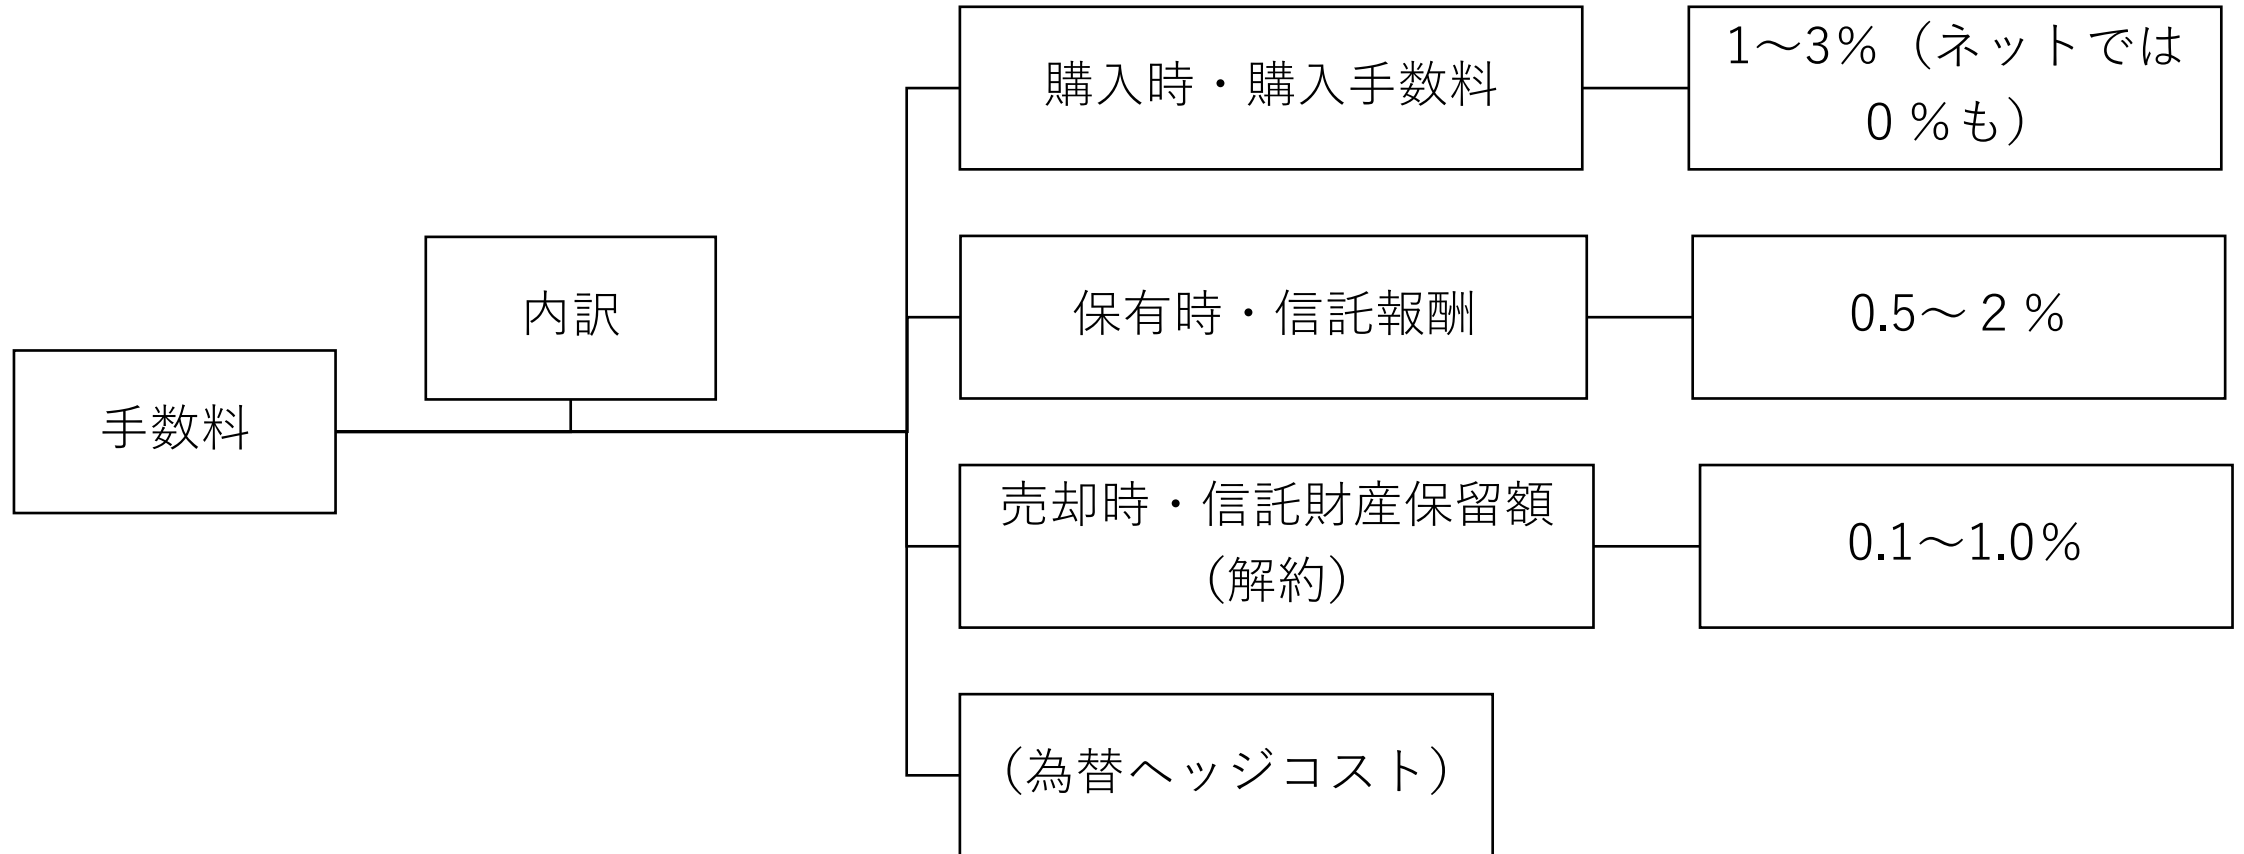 手数料
内訳
購入時・購入手数料
1～3%（ネットでは
0 %も）
保有時・信託報酬
0.5～２%
売却時・信託財産保留額
（解約）
0.1～1.0%
（為替ヘッジコスト）